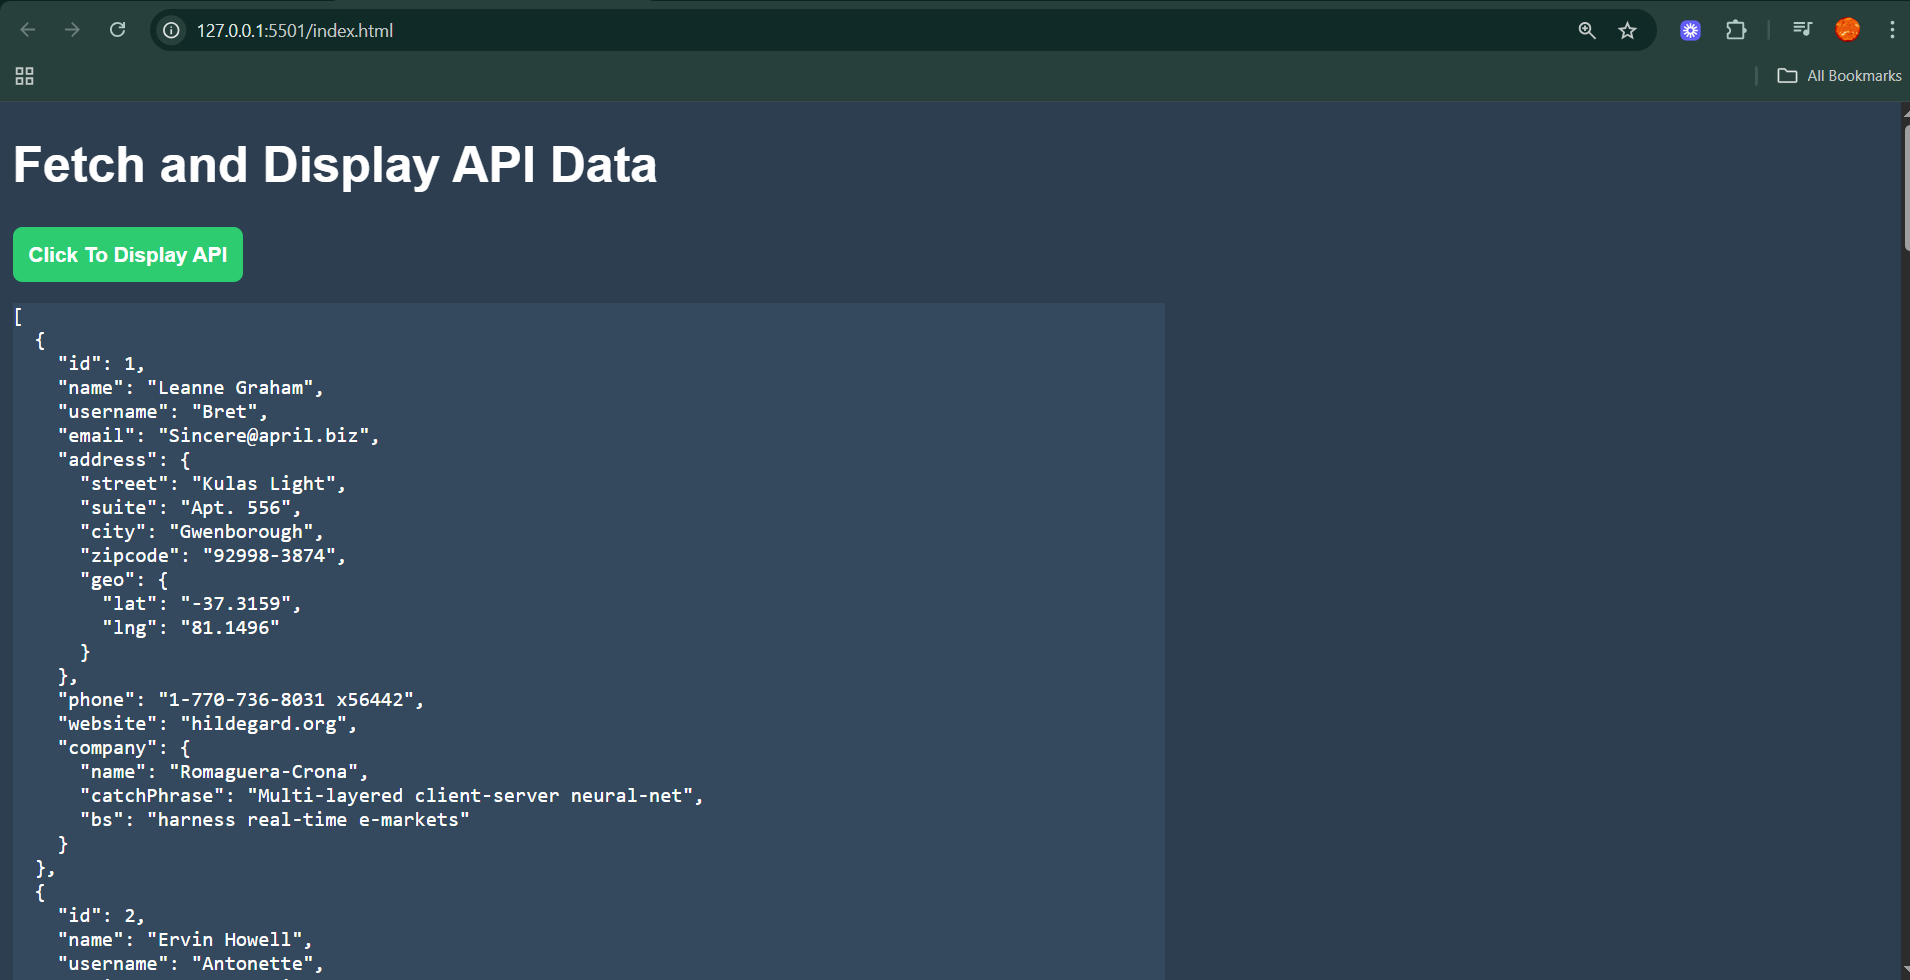 127.0.0.1:5501/index.html
All Bookmarks
Fetch and Display API Data
Click To Display API
[
  {
    "id": 1,
    "name": "Leanne Graham",
    "username": "Bret",
    "email": "Sincere@april.biz",
    "address": {
      "street": "Kulas Light",
      "suite": "Apt. 556",
      "city": "Gwenborough",
      "zipcode": "92998-3874",
      "geo": {
        "lat": "-37.3159",
        "lng": "81.1496"
      }
    },
    "phone": "1-770-736-8031 x56442",
    "website": "hildegard.org",
    "company": {
      "name": "Romaguera-Crona",
      "catchPhrase": "Multi-layered client-server neural-net",
      "bs": "harness real-time e-markets"
    }
  },
  {
    "id": 2,
    "name": "Ervin Howell",
    "username": "Antonette",